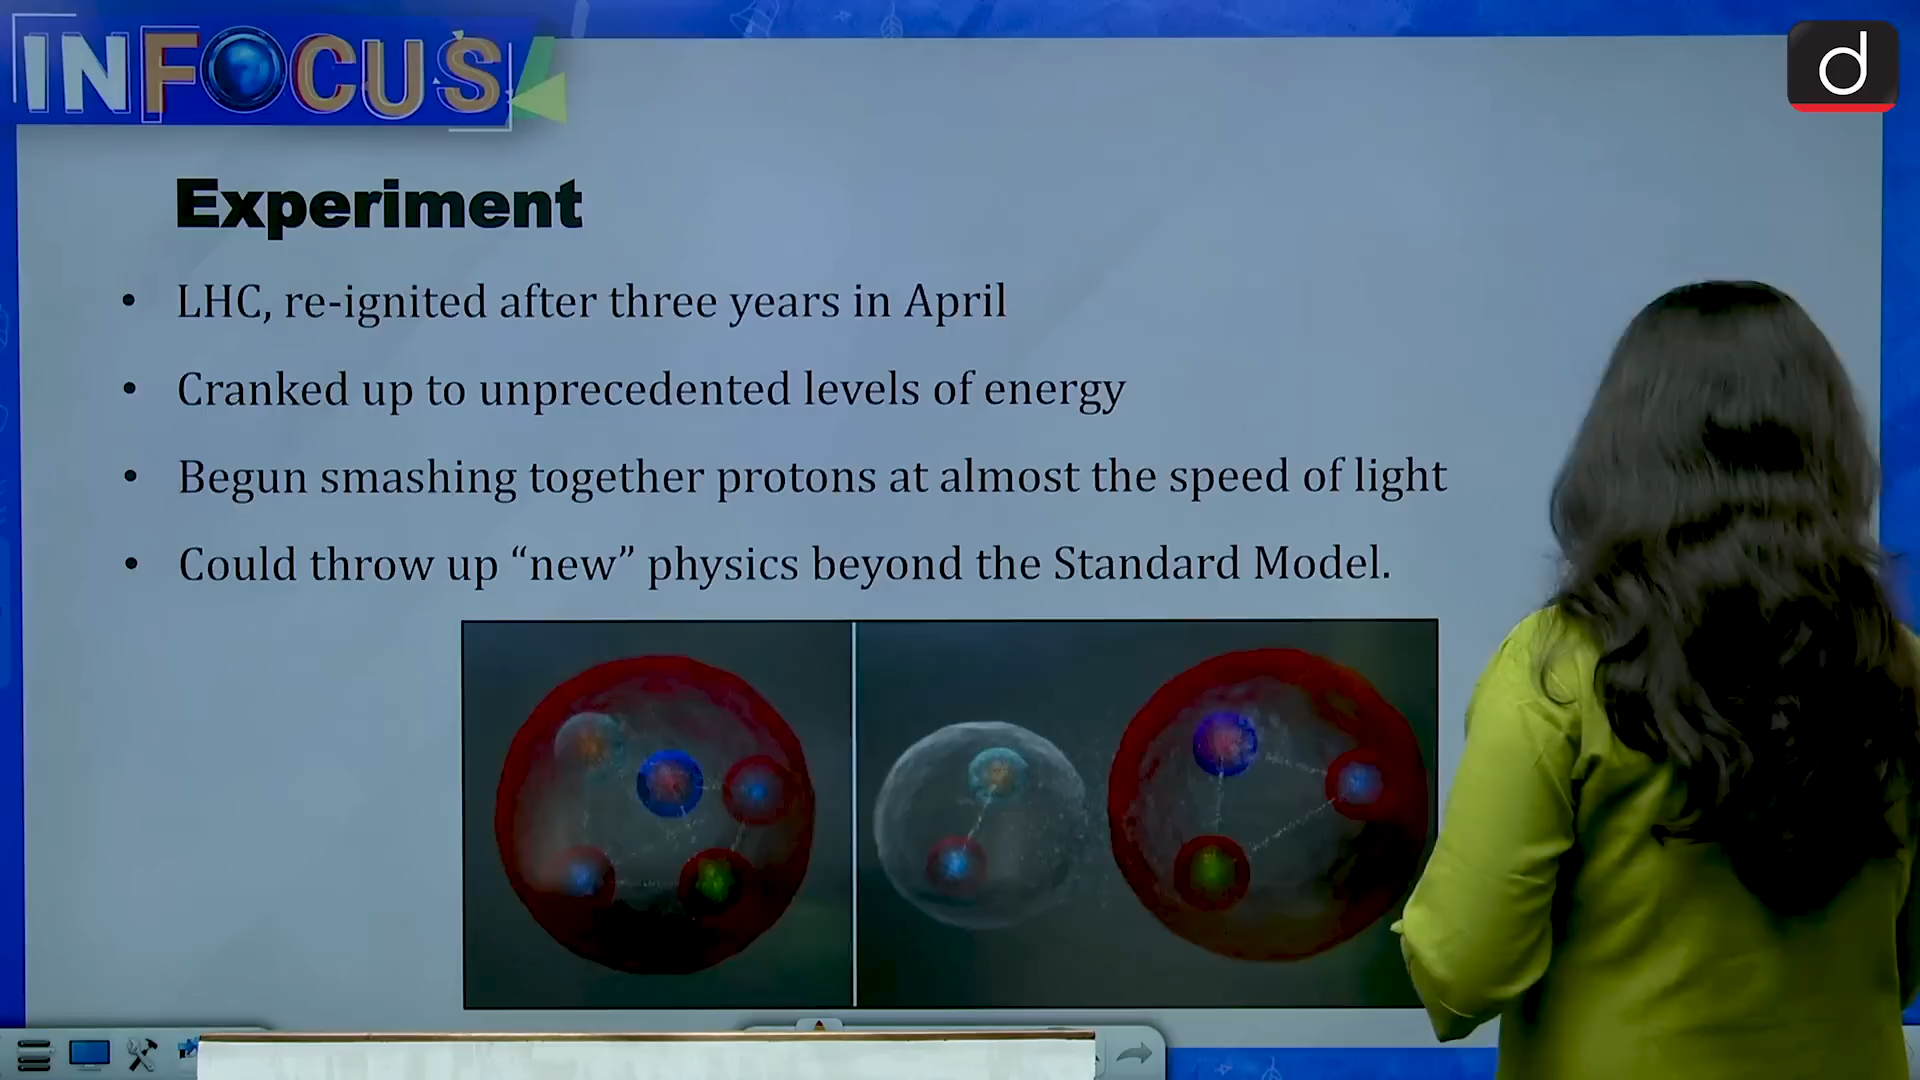 INFOCUS
d
Experiment
• LHC, re-ignited after three years in April
• Cranked up to unprecedented levels of energy
• Begun smashing together protons at almost the speed of light
• Could throw up “new” physics beyond the Standard Model.